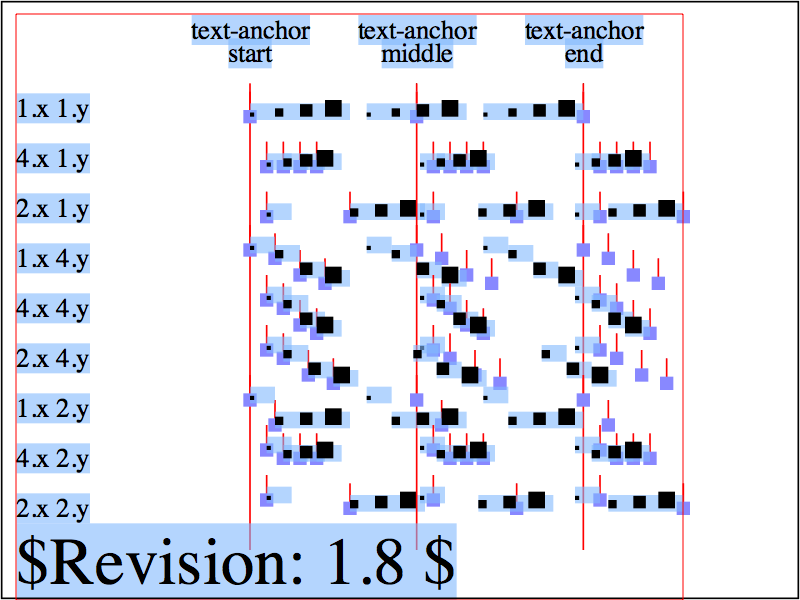 text-anchor text-anchor text-anchor
start middle end
1.x 1.y
4.x 1.y
2.x 1.y
1.x 4.y
4.x 4.y
2.x 4.y
1.x 2.y
4.x 2.y
2.x 2.y
$Revision: 1.8 $